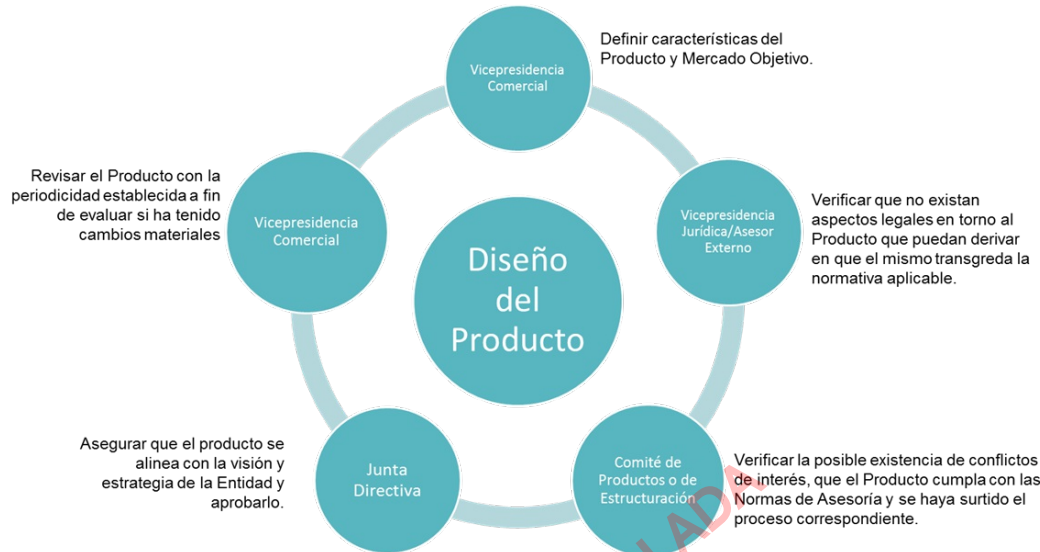 Vicepresidencia
Comercial
Definir características del
Producto y Mercado Objetivo.
Vicepresidencia
Jurídica/Asesor
Externo
Verificar que no existan
aspectos legales en torno al
Producto que puedan derivar
en que el mismo transgreda la
normativa aplicable.
Comité de
Productos o de
Estructuración
Verificar la posible existencia de conflictos
de interés, que el Producto cumpla con las
Normas de Asesoría y se haya surtido el
proceso correspondiente.
Junta
Directiva
Asegurar que el producto se
alinea con la visión y
estrategia de la Entidad y
aprobarlo.
Vicepresidencia
Comercial
Revisar el Producto con la
periodicidad establecida a fin
de evaluar si ha tenido
cambios materiales
Diseño
del
Producto
LADA